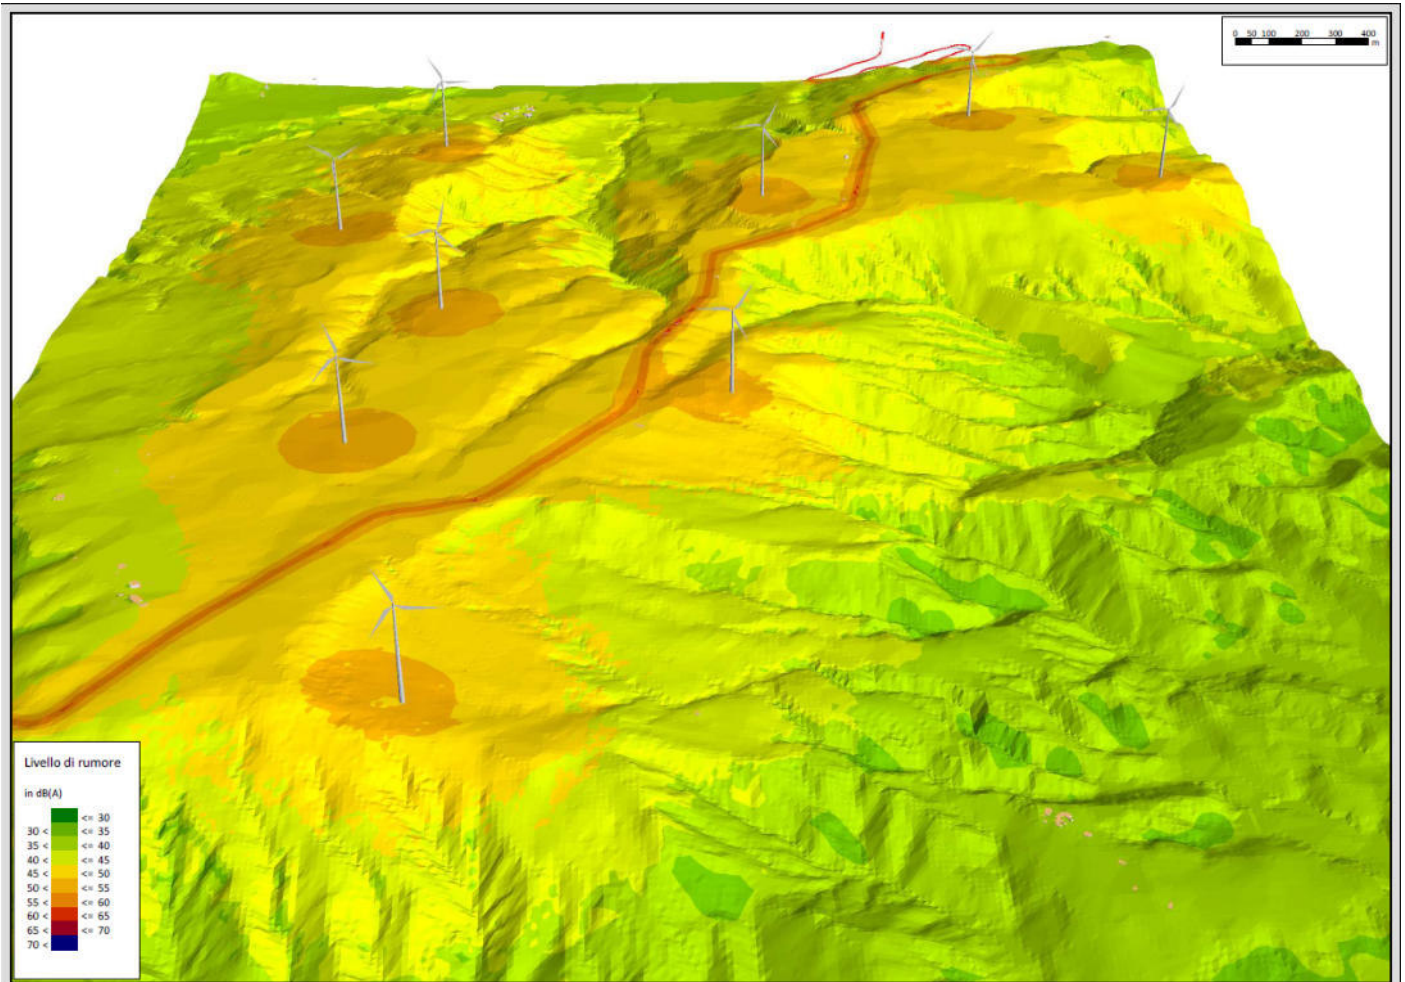 0 50 100 200 300 400
m
Livello di rumore
in dB(A)
<= 30
30 < <= 35
35 < <= 40
40 < <= 45
45 < <= 50
50 < <= 55
55 < <= 60
60 < <= 65
65 < <= 70
70 <